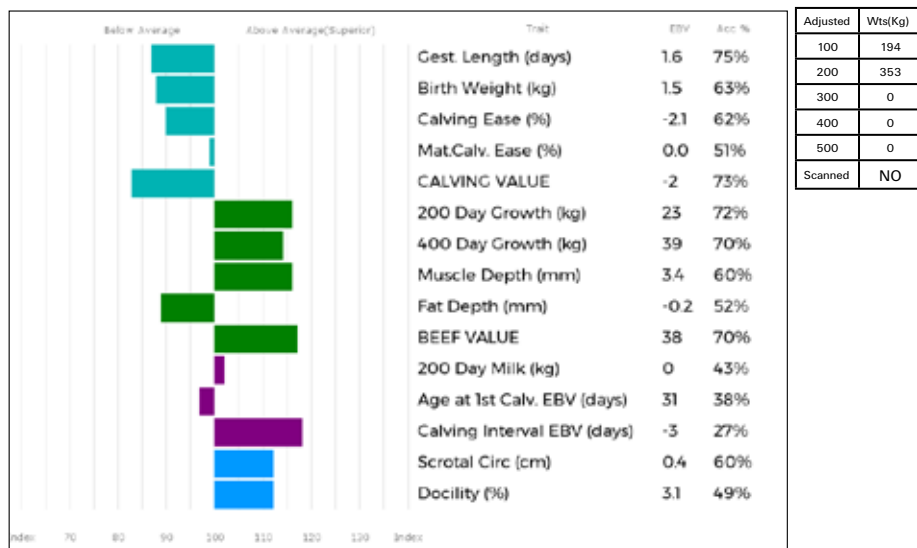 Below Average Above Average(Superior) Trait EBV Acc %
Gest. Length (days) 1.6 75%
Birth Weight (kg) 1.5 63%
Calving Ease (%) -2.1 62%
Mat.Calv. Ease (%) 0.0 51%
CALVING VALUE -2 73%
200 Day Growth (kg) 23 72%
400 Day Growth (kg) 39 70%
Muscle Depth (mm) 3.4 60%
Fat Depth (mm) -0.2 52%
BEEF VALUE 38 70%
200 Day Milk (kg) 0 43%
Age at 1st Calv. EBV (days) 31 38%
Calving Interval EBV (days) -3 27%
Scrotal Circ (cm) 0.4 60%
Docility (%) 3.1 49%
ndex 70 80 90 100 110 120 130 Index
Adjusted Wts(Kg)
100 194
200 353
300 0
400 0
500 0
Scanned NO